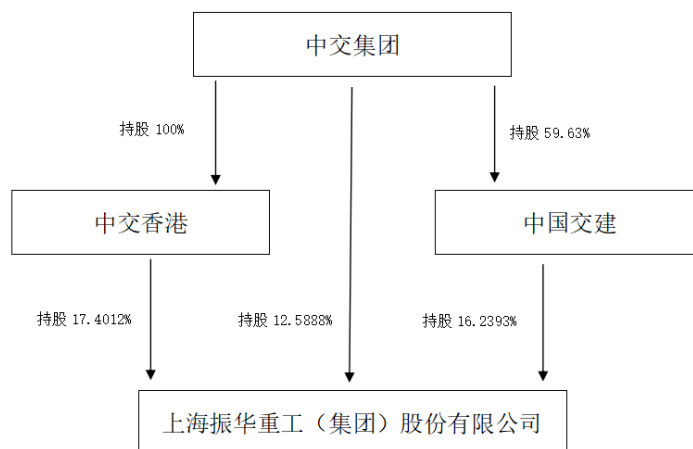 中交集团
持股 100%
持股 59.63%
中交香港
中国交建
持股 17.4012%
持股 12.5888%
持股 16.2393%
上海振华重工（集团）股份有限公司